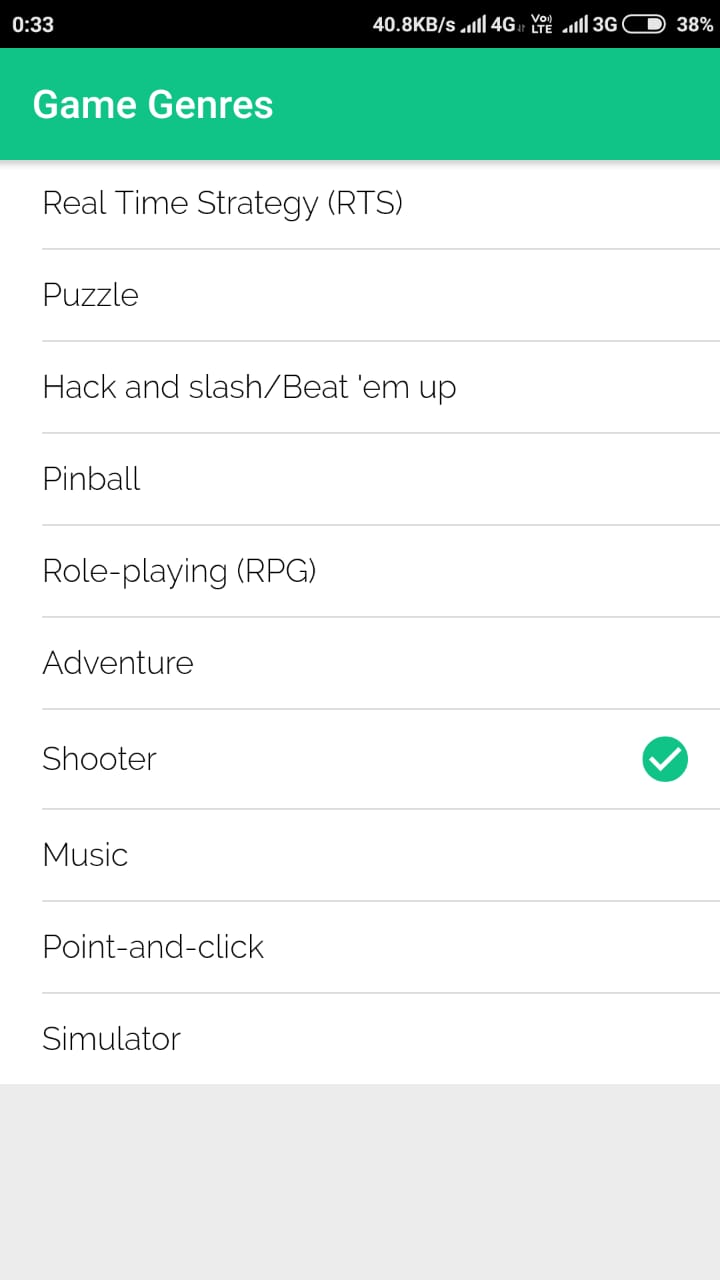 0:33 40.8KB/s 4G Vo) LTE 3G 38%
Game Genres
Real Time Strategy (RTS)
Puzzle
Hack and slash/Beat 'em up
Pinball
Role-playing (RPG)
Adventure
Shooter
Music
Point-and-click
Simulator